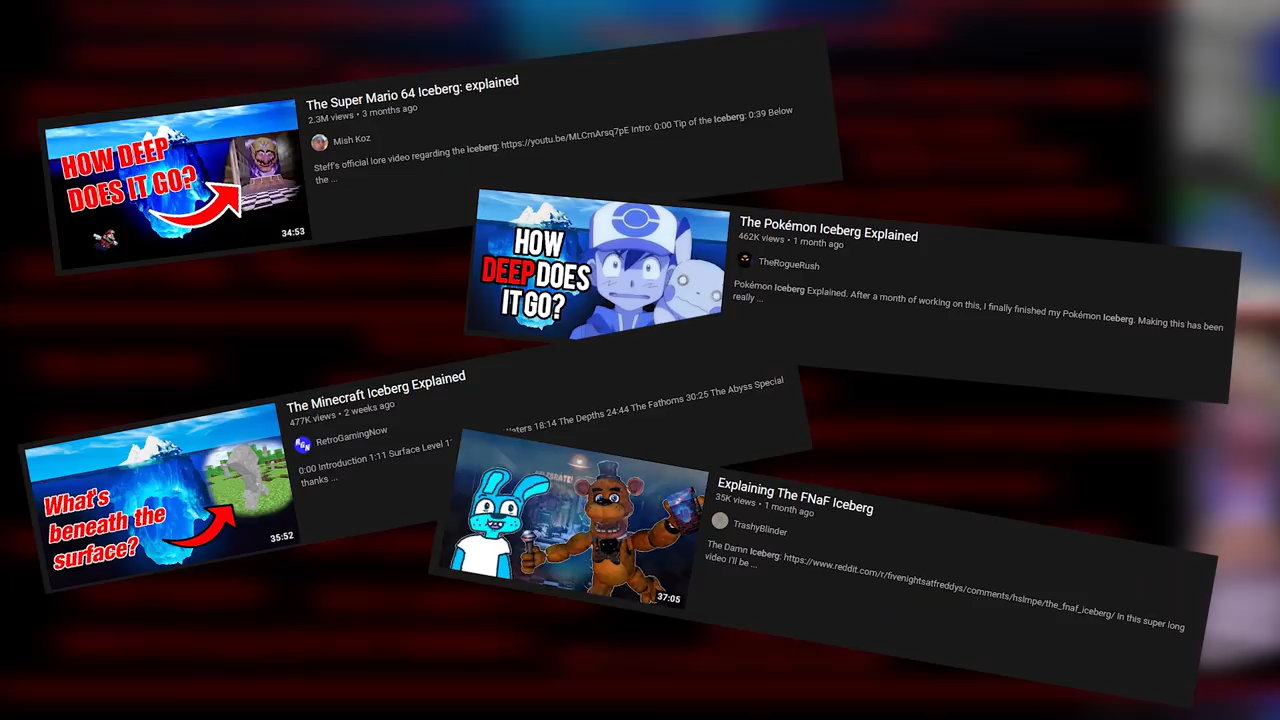 The Super Mario 64 Iceberg: explained
2.3M views • 3 months ago
Mish Koz
Steff's official lore video regarding the Iceberg: https://youtu.be/MLCmArsq7pE Intro: 0:00 Tip of the Iceberg: 0:39 Below
the ...
HOW DEEP
DOES IT GO?
34:53
The Pokémon Iceberg Explained
462K views • 1 month ago
TheRogueRush
Pokémon Iceberg Explained. After a month of working on this, I finally finished my Pokémon Iceberg. Making this has been
really ...
HOW
DEEP DOES
IT GO?
The Minecraft Iceberg Explained
477K views • 2 weeks ago
RGN
RetroGamingNow
0:00 Introduction 1:11 Surface Level 18:14 The Depths 24:44 The Fathoms 30:25 The Abyss Special
thanks ...
What's
beneath the
surface?
35:52
Explaining The FNaF Iceberg
35K views • 1 month ago
TrashyBlinder
The Damn Iceberg: https://www.reddit.com/r/fivenightsatfreddys/comments/hslmpe/the_fnaf_iceberg/ In this super long
video I'll be ...
CELEBRATE!
37:05